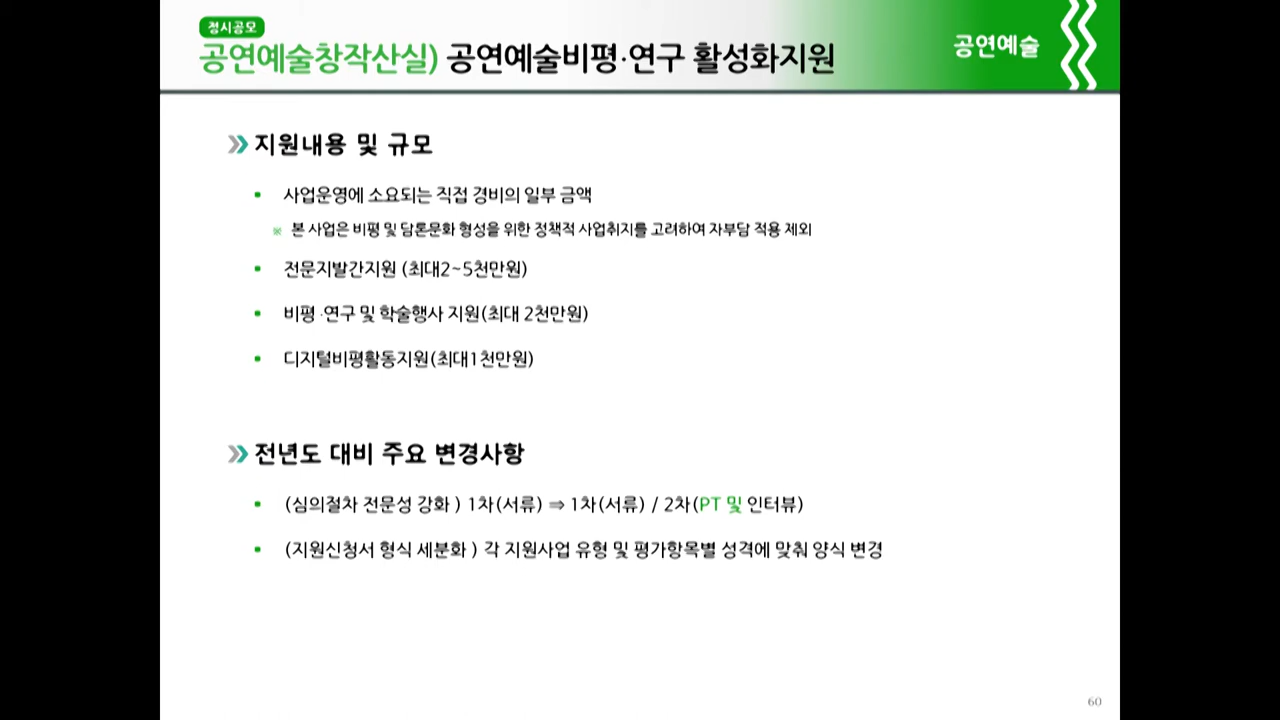 정시공모
공연예술창작산실) 공연예술비평·연구 활성화지원
공연예술
지원내용 및 규모
사업운영에 소요되는 직접 경비의 일부 금액
※ 본 사업은 비평 및 담론문화 형성을 위한 정책적 사업취지를 고려하여 자부담 적용 제외
전문지발간지원 (최대2~5천만원)
비평·연구 및 학술행사 지원(최대 2천만원)
디지털비평활동지원(최대1천만원)
전년도 대비 주요 변경사항
(심의절차 전문성 강화 ) 1차(서류) ⇒ 1차(서류) / 2차(PT 및 인터뷰)
(지원신청서 형식 세분화 ) 각 지원사업 유형 및 평가항목별 성격에 맞춰 양식 변경
60